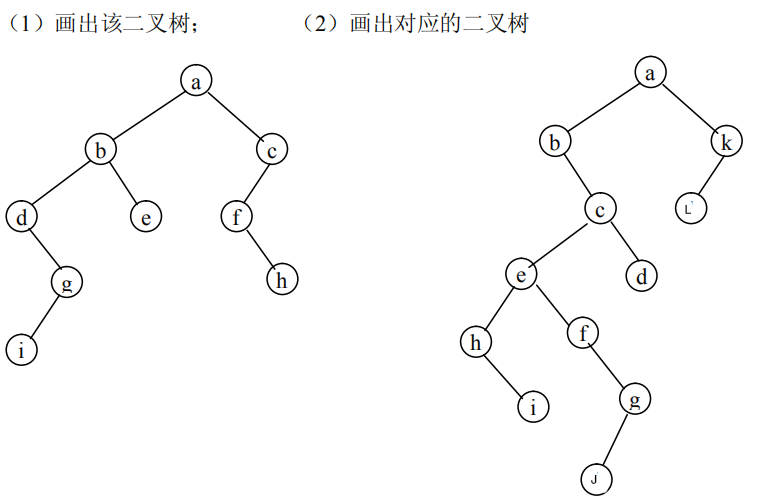 （1）画出该二叉树； （2）画出对应的二叉树
a a
b c b k
d e f c L
g h e d
i h f
i g
J